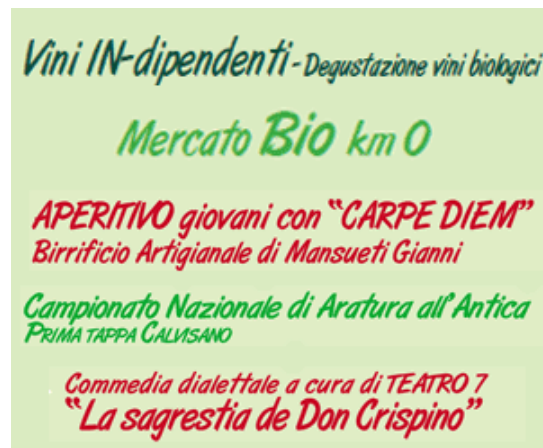 Vini IN-dipendenti - Degustazione vini biologici
Mercato Bio km 0
APERITIVO giovani con "CARPE DIEM"
Birrificio Artigianale di Mansueti Gianni
Campionato Nazionale di Aratura all'Antica
PRIMA TAPPA CALVISANO
Commedia dialettale a cura di TEATRO 7
"La sagrestia de Don Crispino"